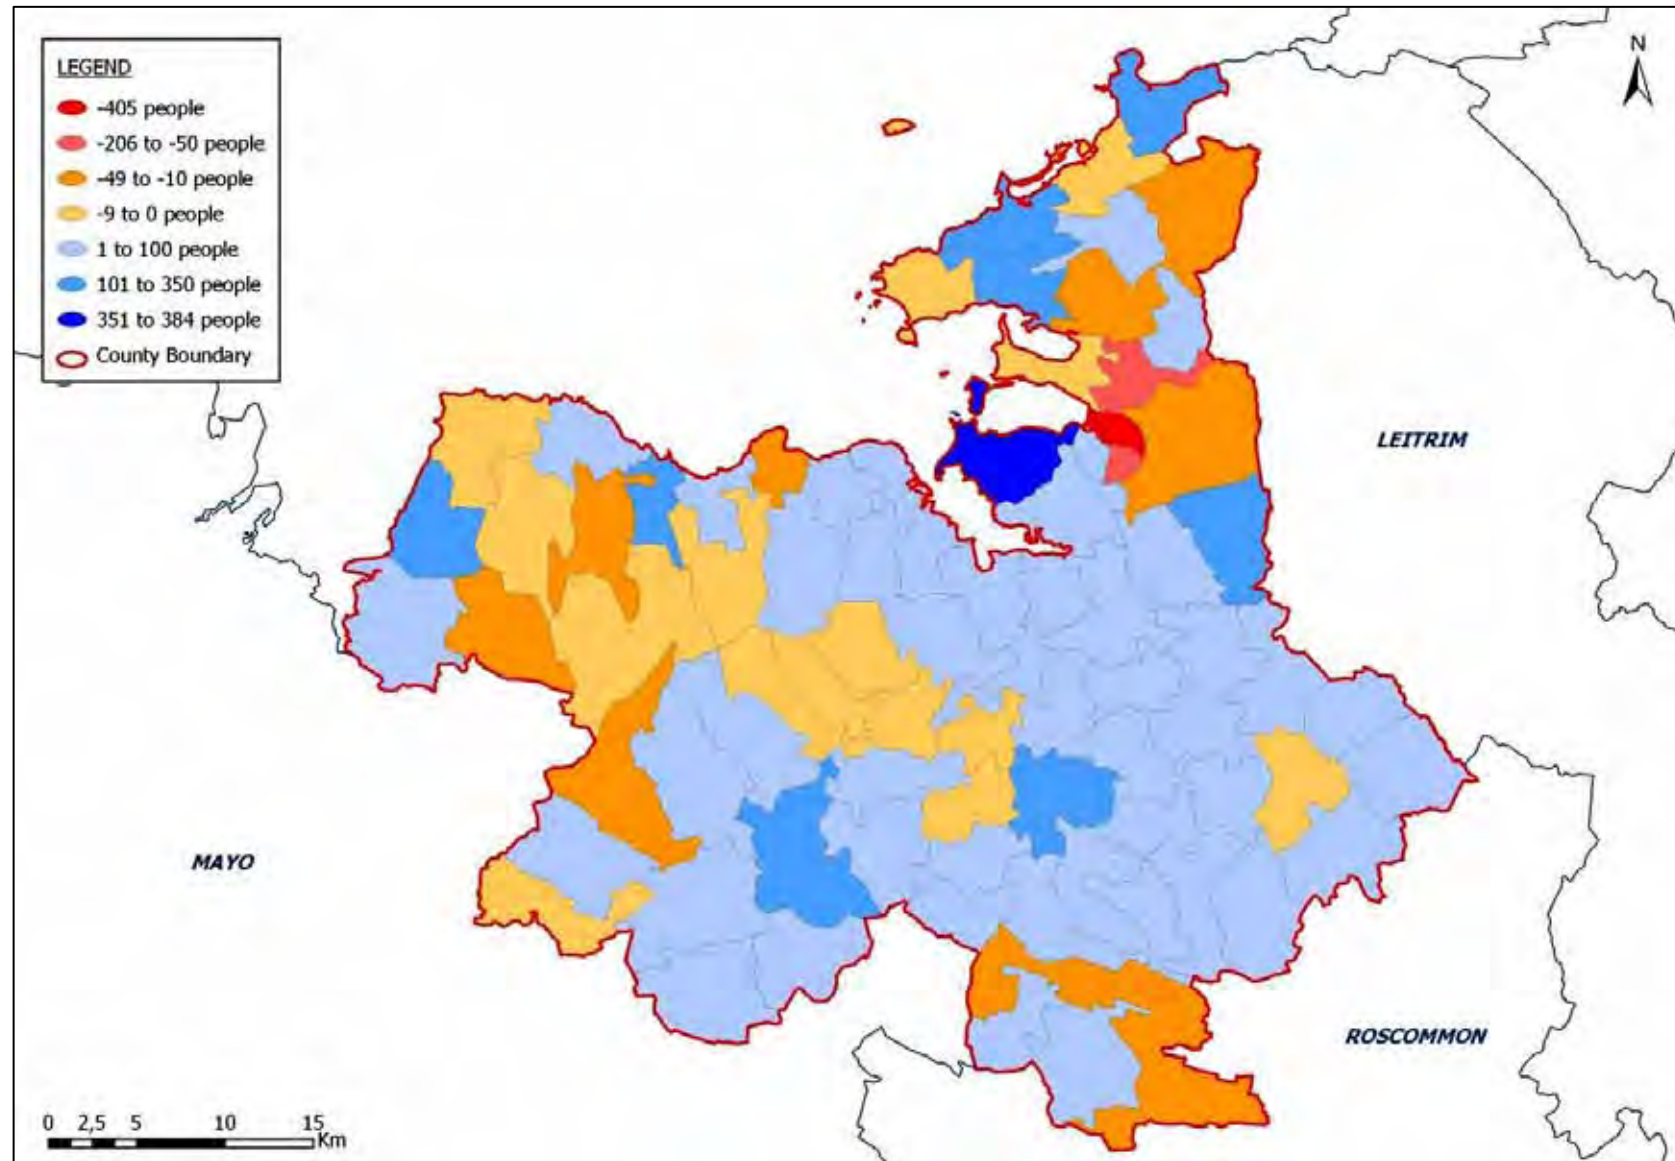 LEGEND
-405 people
-206 to -50 people
-49 to -10 people
-9 to 0 people
1 to 100 people
101 to 350 people
351 to 384 people
County Boundary
N
LEITRIM
MAYO
ROSCOMMON
0 2,5 5 10 15
Km